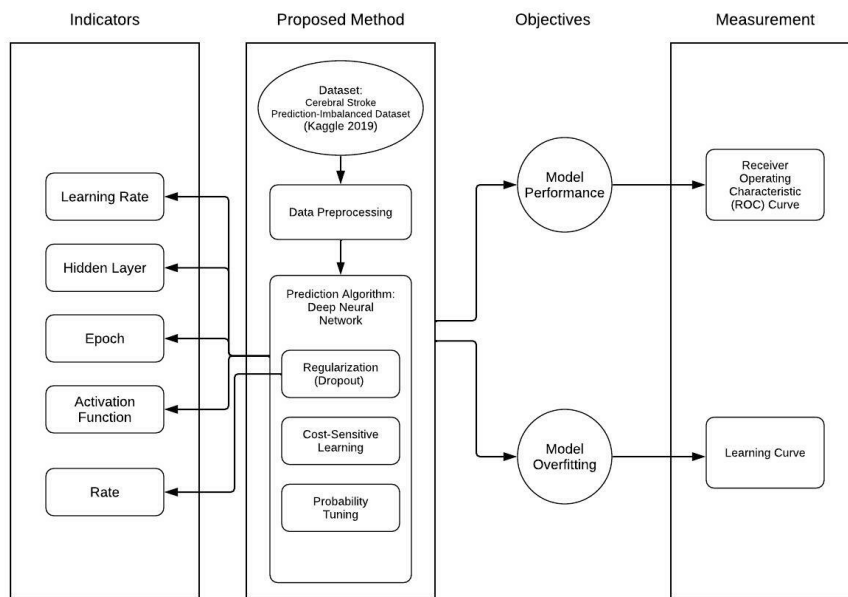 Indicators
Proposed Method
Objectives
Measurement
Learning Rate
Hidden Layer
Epoch
Activation
Function
Rate
Dataset:
Cerebral Stroke
Prediction-Imbalanced Dataset
(Kaggle 2019)
Data Preprocessing
Prediction Algorithm:
Deep Neural
Network
Regularization
(Dropout)
Cost-Sensitive
Learning
Probability
Tuning
Model
Performance
Model
Overfitting
Receiver
Operating
Characteristic
(ROC) Curve
Learning Curve